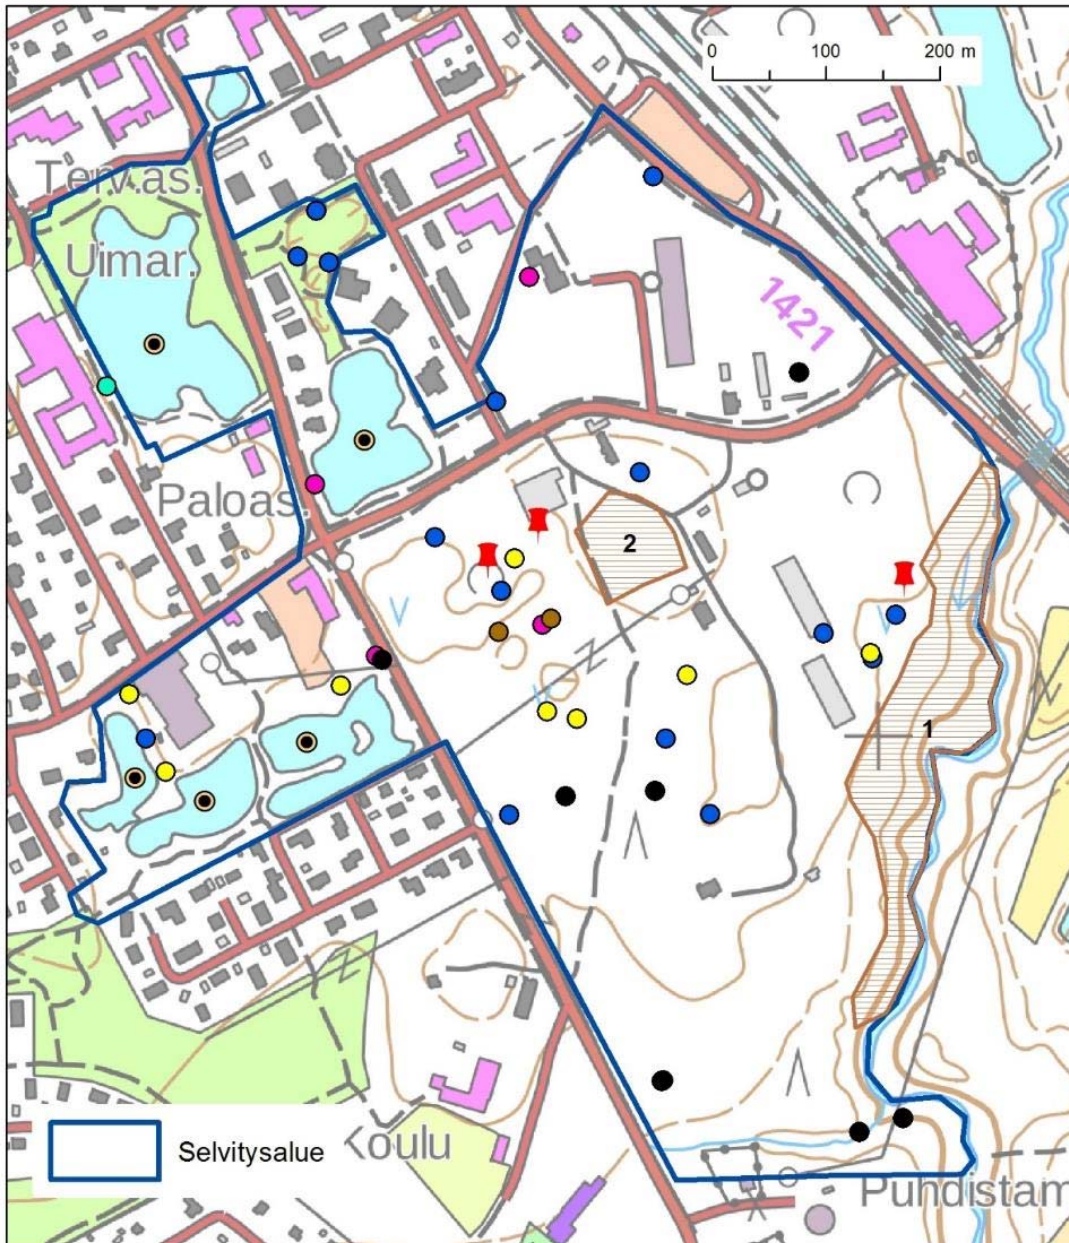 0 100 200 m
Terv.as.
Uimar.
1421
Paloas.
2
1
Selvitysalue
Koulu
Puhdistam